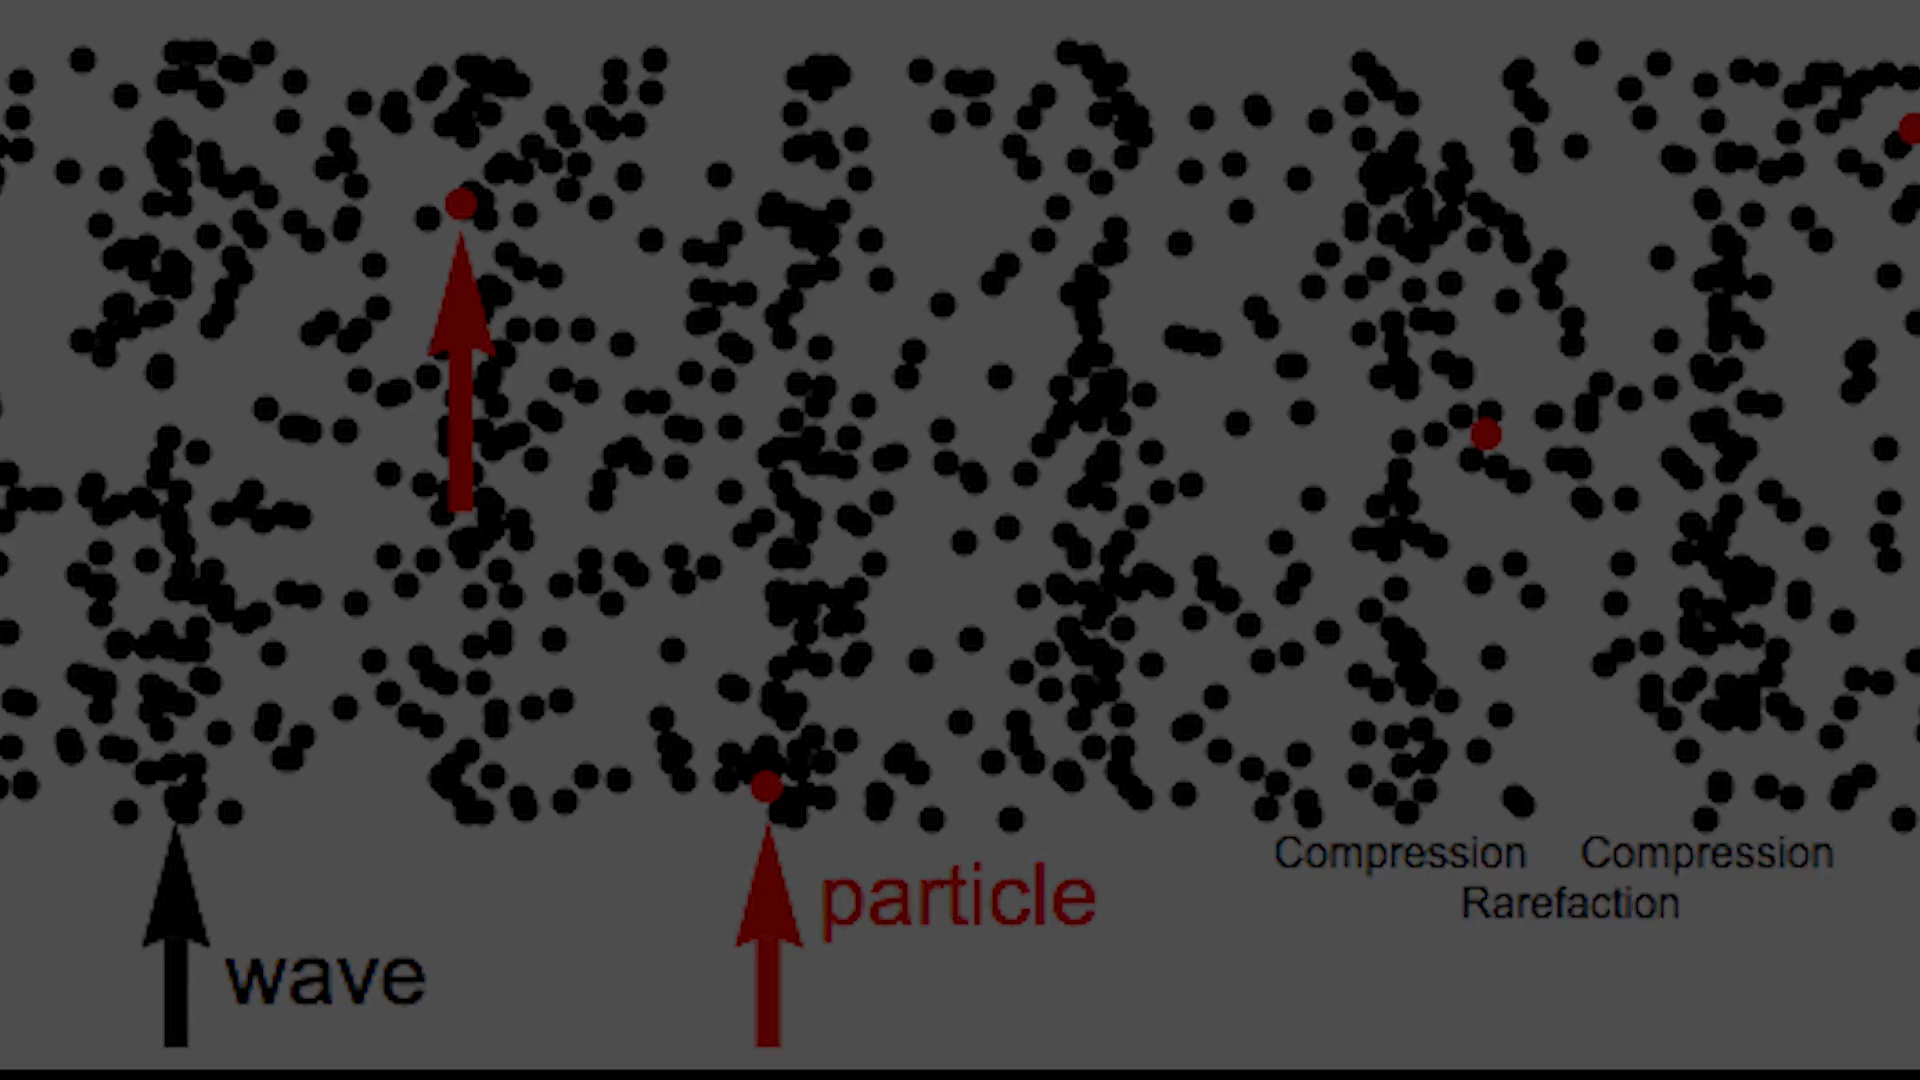 Compression Compression
Rarefaction
particle
wave